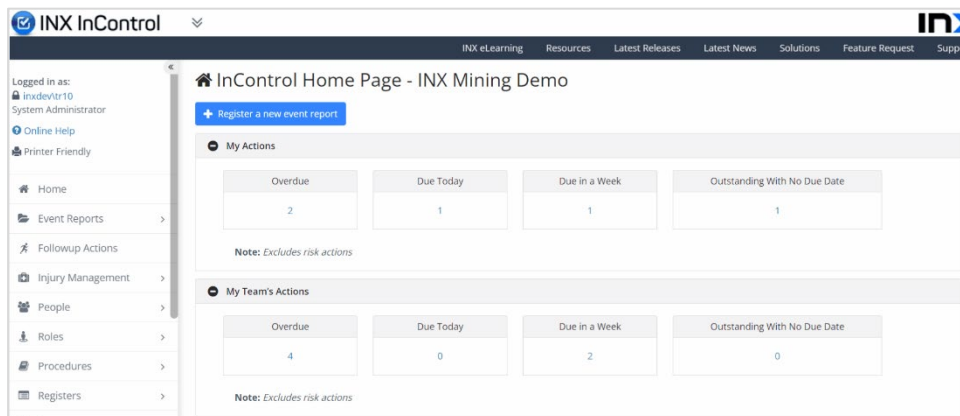 INX InControl
INX
INX eLearning Resources Latest Releases Latest News Solutions Feature Request
Logged in as:
inxdev\tr10
System Administrator
Online Help
Printer Friendly
Home
Event Reports
Followup Actions
Injury Management
People
Roles
Procedures
Registers
InControl Home Page - INX Mining Demo
Register a new event report
My Actions
Overdue Due Today Due in a Week Outstanding With No Due Date
2 1 1 1
Note: Excludes risk actions
My Team's Actions
Overdue Due Today Due in a Week Outstanding With No Due Date
4 0 2 0
Note: Excludes risk actions